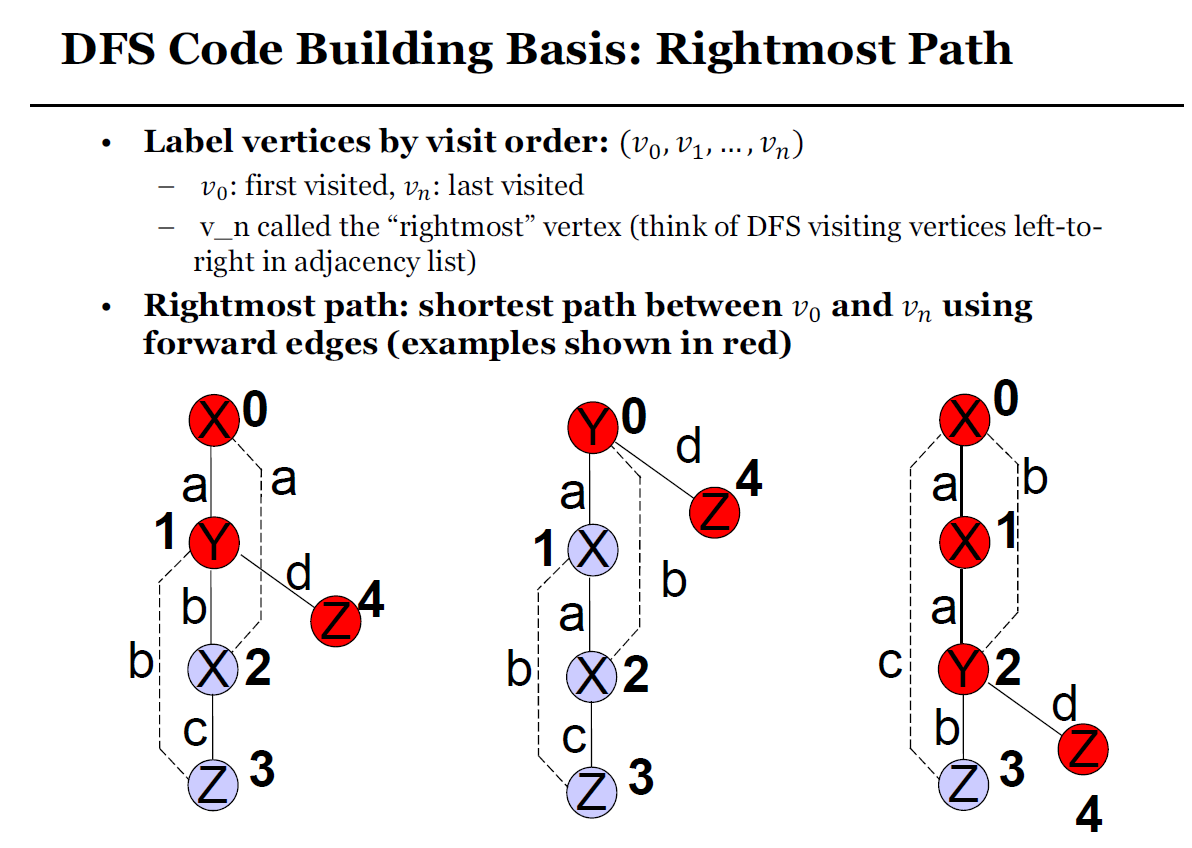 DFS Code Building Basis: Rightmost Path
• Label vertices by visit order: (v₀, v₁, …, vₙ)
– v₀: first visited, vₙ: last visited
– v_n called the “rightmost” vertex (think of DFS visiting vertices left-to-
right in adjacency list)
• Rightmost path: shortest path between v₀ and vₙ using
forward edges (examples shown in red)
X 0
a a
1 Y
d
b Z 4
b X 2
c
Z 3
Y 0
d
a Z 4
1 X
b
a
b X 2
c
Z 3
X 0
a b
X 1
a
c Y 2
d
b Z
Z 3
4